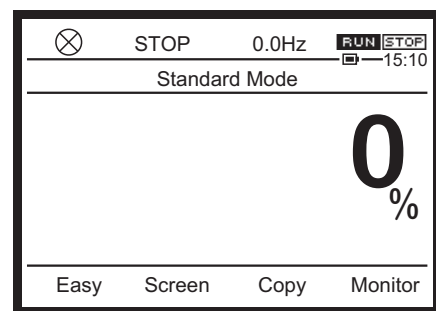 STOP 0.0Hz RUN STOP
15:10
Standard Mode
0
%
Easy Screen Copy Monitor